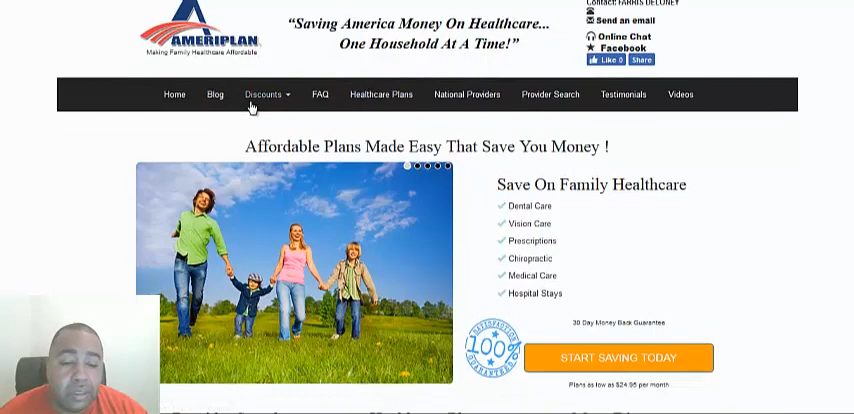 AMERIPLAN
Making Family Healthcare Affordable
“Saving America Money On Healthcare...
One Household At A Time!”
Contact: FARRIS DELONEY
Send an email
Online Chat
Facebook
Like 0 Share
Home Blog Discounts FAQ Healthcare Plans National Providers Provider Search Testimonials Videos
Affordable Plans Made Easy That Save You Money !
Save On Family Healthcare
Dental Care
Vision Care
Prescriptions
Chiropractic
Medical Care
Hospital Stays
30 Day Money Back Guarantee
SATISFACTION
100%
GUARANTEED
START SAVING TODAY
Plans as low as $24.95 per month